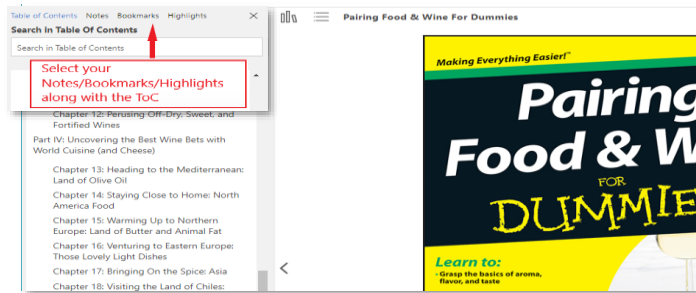 Table of Contents Notes Bookmarks Highlights
Search in Table Of Contents
Search in Table of Contents
Select your
Notes/Bookmarks/Highlights
along with the ToC
Chapter 12: Perusing Off-Dry, Sweet, and
Fortified Wines
Part IV: Uncovering the Best Wine Bets with
World Cuisine (and Cheese)
Chapter 13: Heading to the Mediterranean:
Land of Olive Oil
Chapter 14: Staying Close to Home: North
America Food
Chapter 15: Warming Up to Northern
Europe: Land of Butter and Animal Fat
Chapter 16: Venturing to Eastern Europe:
Those Lovely Light Dishes
Chapter 17: Bringing On the Spice: Asia
Chapter 18: Visiting the Land of Chiles:
Pairing Food & Wine For Dummies
Making Everything Easier!™
Pairing
Food & W
FOR
DUMMIE
Learn to:
• Grasp the basics of aroma,
flavor, and taste